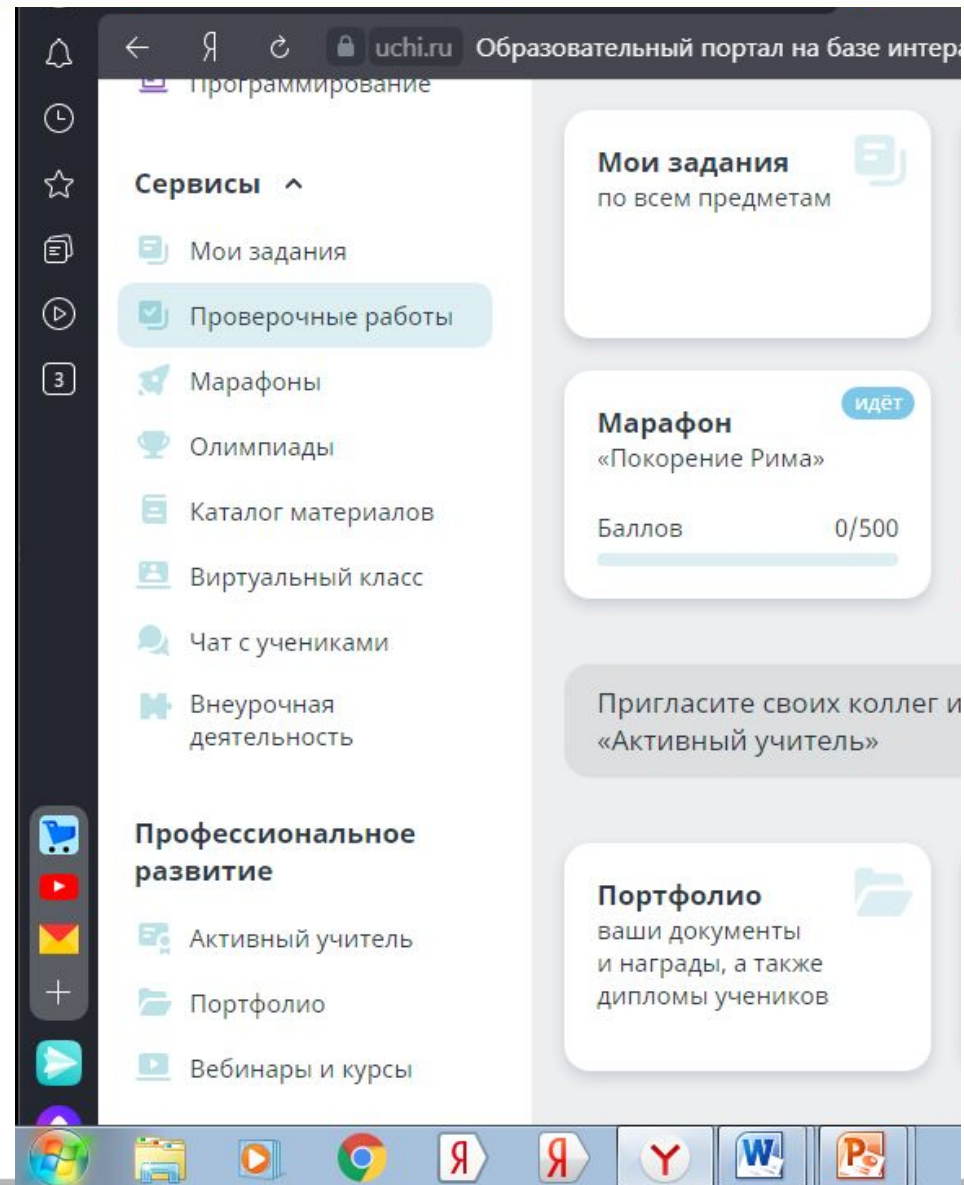 Я uchi.ru Образовательный портал на базе интера
Программирование
Сервисы
Мои задания
Проверочные работы
Марафоны
Олимпиады
Каталог материалов
Виртуальный класс
Чат с учениками
Внеурочная
деятельность
Профессиональное
развитие
Активный учитель
Портфолио
Вебинары и курсы
Мои задания
по всем предметам
идёт
Марафон
«Покорение Рима»
Баллов 0/500
Пригласите своих коллег и
«Активный учитель»
Портфолио
ваши документы
и награды, а также
дипломы учеников
3
Я Я Y W P